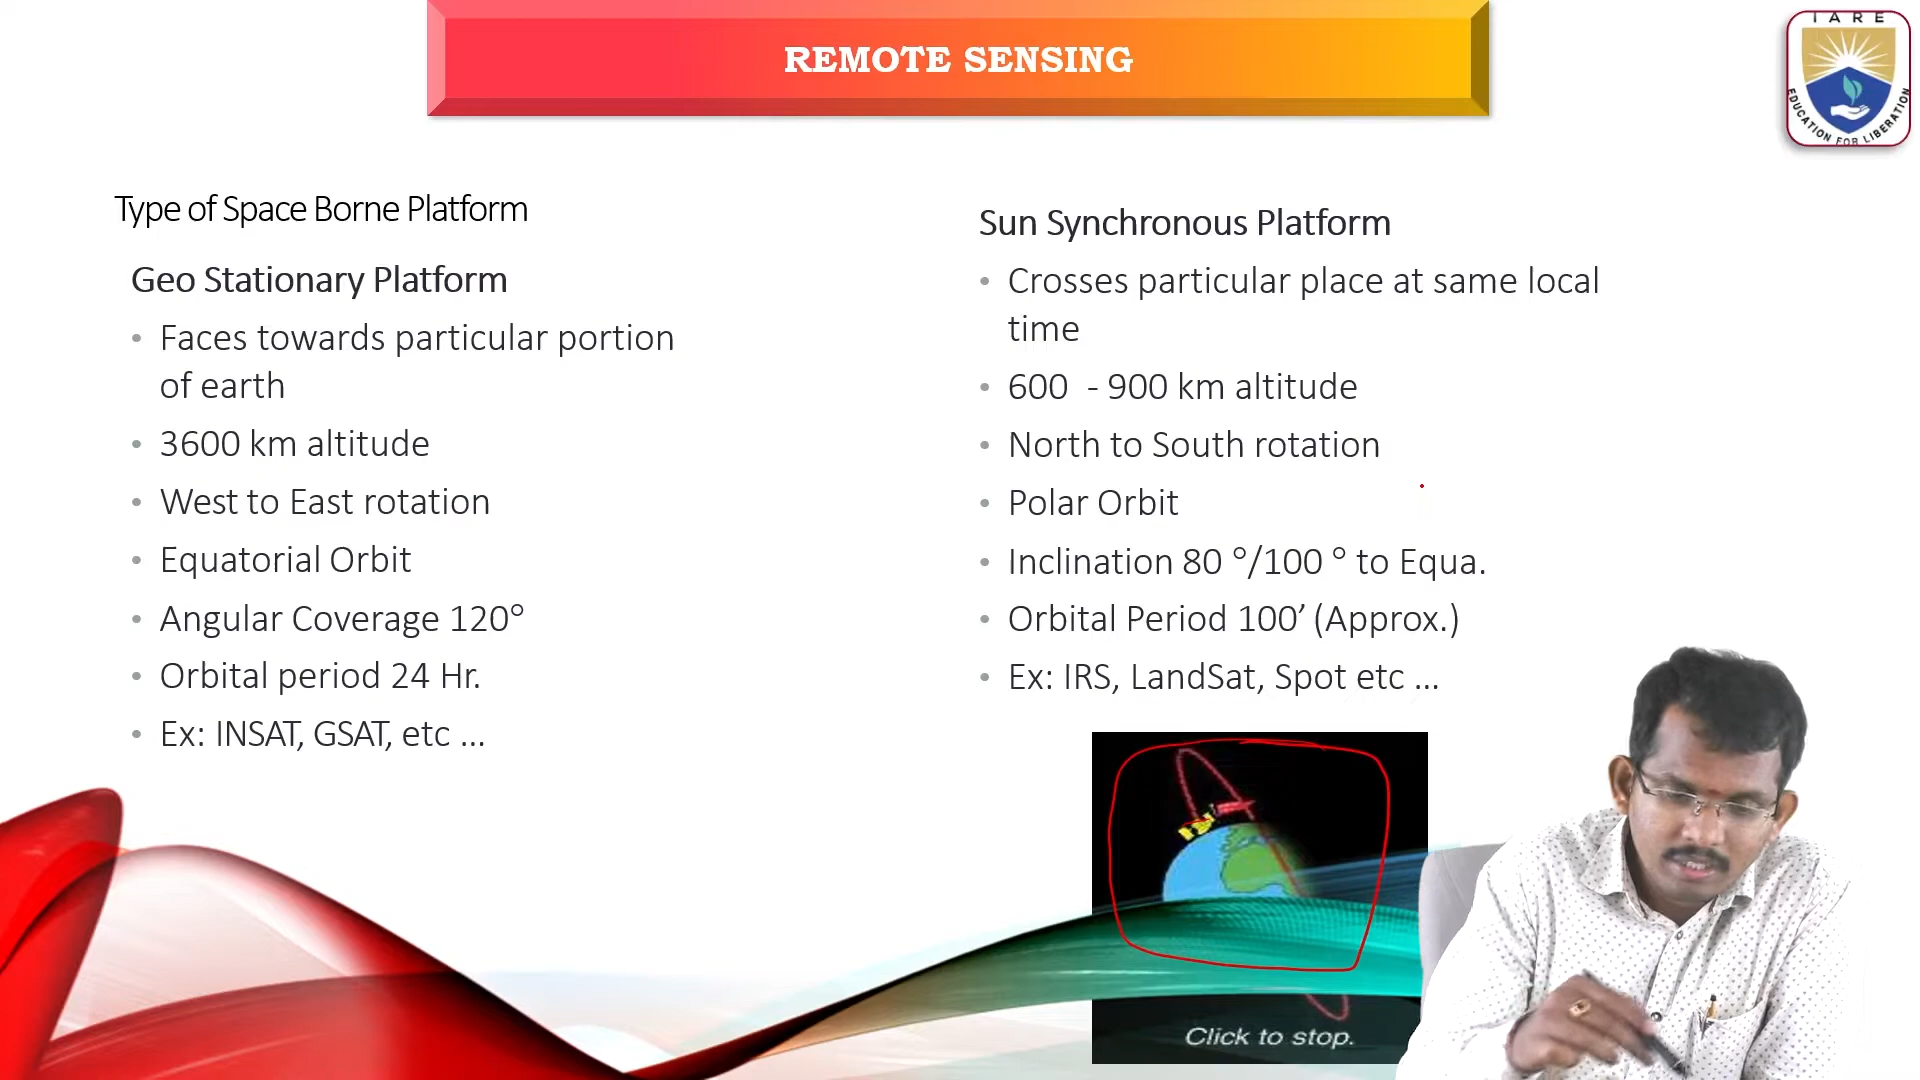 REMOTE SENSING
IARE
EDUCATION FOR LIBERATION
Type of Space Borne Platform
Geo Stationary Platform
• Faces towards particular portion
of earth
• 3600 km altitude
• West to East rotation
• Equatorial Orbit
• Angular Coverage 120°
• Orbital period 24 Hr.
• Ex: INSAT, GSAT, etc ...
Sun Synchronous Platform
• Crosses particular place at same local
time
• 600  - 900 km altitude
• North to South rotation
• Polar Orbit
• Inclination 80 °/100 ° to Equa.
• Orbital Period 100’ (Approx.)
• Ex: IRS, LandSat, Spot etc ...
Click to stop.